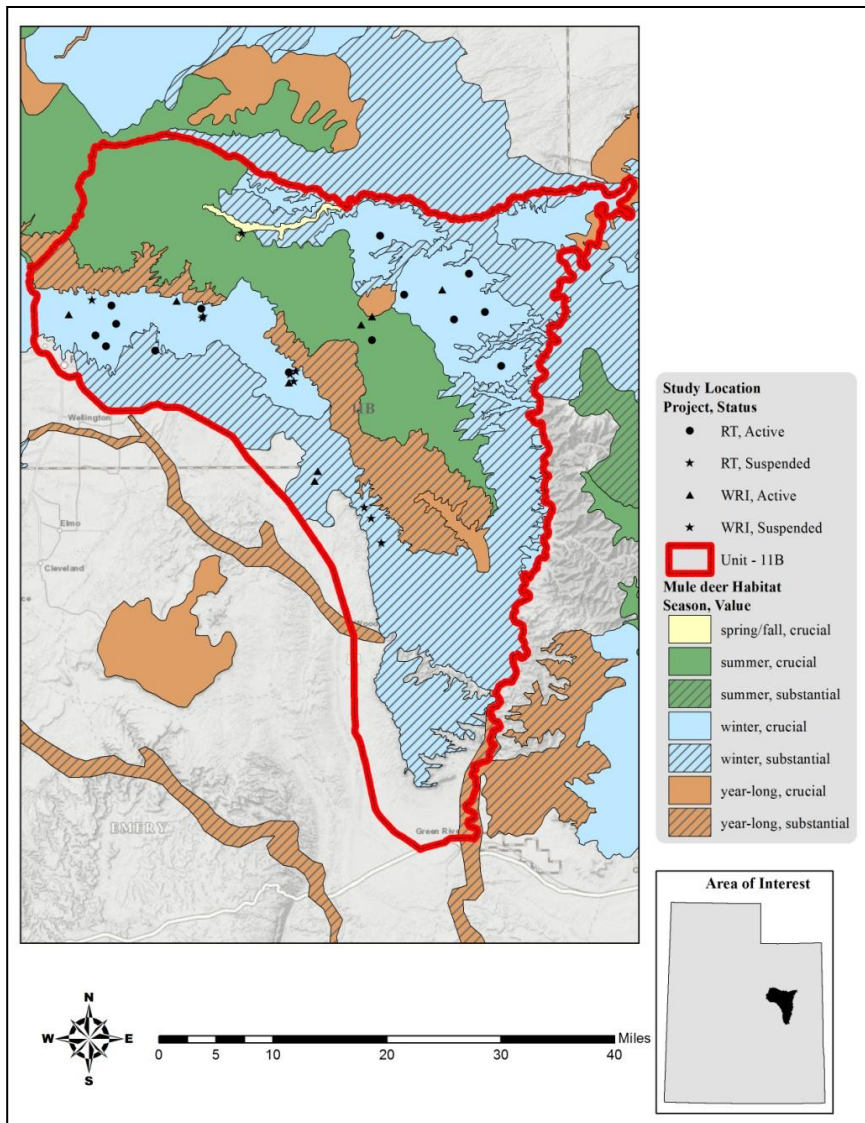 11B
Wellington
Elmo
Cleveland
EMERY
Green River
Study Location
Project, Status
RT, Active
RT, Suspended
WRI, Active
WRI, Suspended
Unit - 11B
Mule deer Habitat
Season, Value
spring/fall, crucial
summer, crucial
summer, substantial
winter, crucial
winter, substantial
year-long, crucial
year-long, substantial
Area of Interest
N
W E
S
Miles
0 5 10 20 30 40